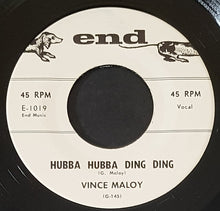 end
45 RPM
E-1019
End Music
45 RPM
Vocal
HUBBA HUBBA DING DING
(G. Maloy)
VINCE MALOY
(G-145)